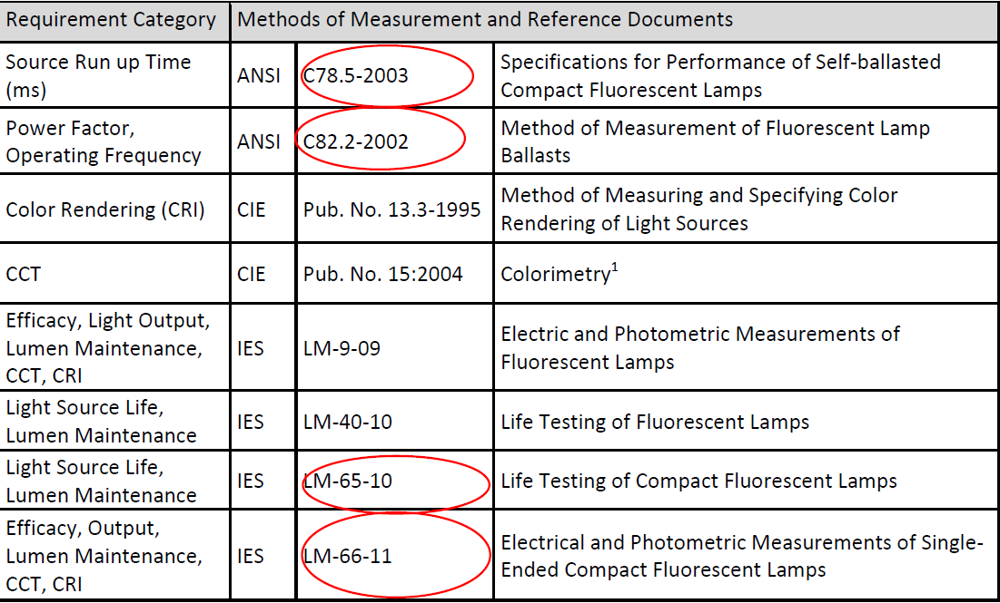 Requirement Category Methods of Measurement and Reference Documents
Source Run up Time
(ms)
ANSI
C78.5-2003
Specifications for Performance of Self-ballasted
Compact Fluorescent Lamps
Power Factor,
Operating Frequency
ANSI
C82.2-2002
Method of Measurement of Fluorescent Lamp
Ballasts
Color Rendering (CRI)
CIE
Pub. No. 13.3-1995
Method of Measuring and Specifying Color
Rendering of Light Sources
CCT
CIE
Pub. No. 15:2004
Colorimetry¹
Efficacy, Light Output,
Lumen Maintenance,
CCT, CRI
IES
LM-9-09
Electric and Photometric Measurements of
Fluorescent Lamps
Light Source Life,
Lumen Maintenance
IES
LM-40-10
Life Testing of Fluorescent Lamps
Light Source Life,
Lumen Maintenance
IES
LM-65-10
Life Testing of Compact Fluorescent Lamps
Efficacy, Output,
Lumen Maintenance,
CCT, CRI
IES
LM-66-11
Electrical and Photometric Measurements of Single-
Ended Compact Fluorescent Lamps